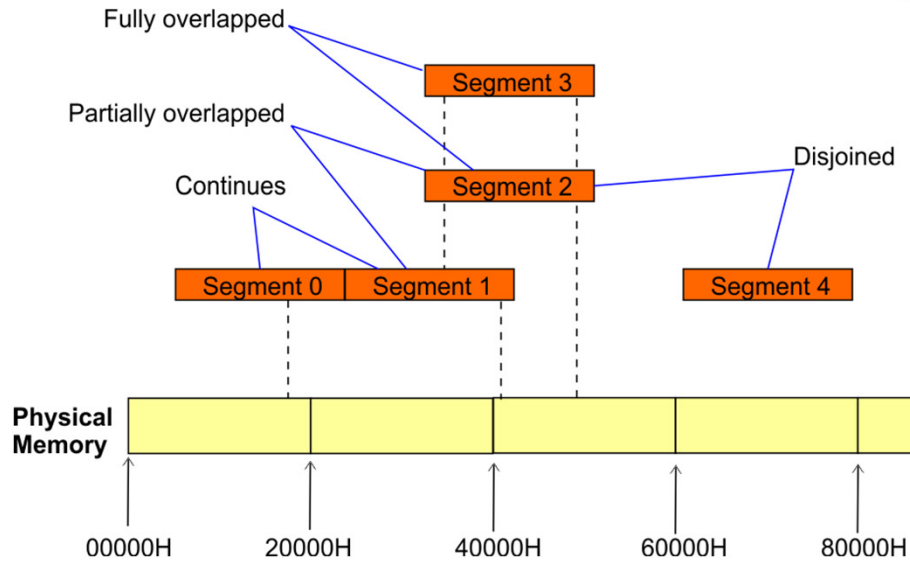 Fully overlapped
Segment 3
Partially overlapped
Segment 2
Disjoined
Continues
Segment 0
Segment 1
Segment 4
Physical
Memory
00000H
20000H
40000H
60000H
80000H